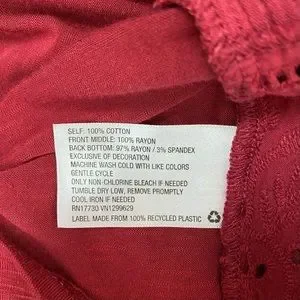 SELF: 100% COTTON
FRONT MIDDLE: 100% RAYON
BACK BOTTOM: 97% RAYON / 3% SPANDEX
EXCLUSIVE OF DECORATION
MACHINE WASH COLD WITH LIKE COLORS
GENTLE CYCLE
ONLY NON-CHLORINE BLEACH IF NEEDED
TUMBLE DRY LOW, REMOVE PROMPTLY
COOL IRON IF NEEDED
RN17730 VN1299629
LABEL MADE FROM 100% RECYCLED PLASTIC